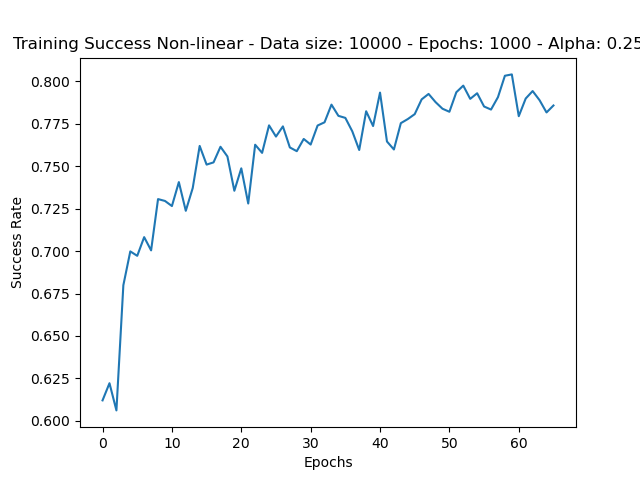 Training Success Non-linear - Data size: 10000 - Epochs: 1000 - Alpha: 0.25
0.800
0.775
0.750
0.725
0.700
0.675
0.650
0.625
0.600
Success Rate
0 10 20 30 40 50 60
Epochs